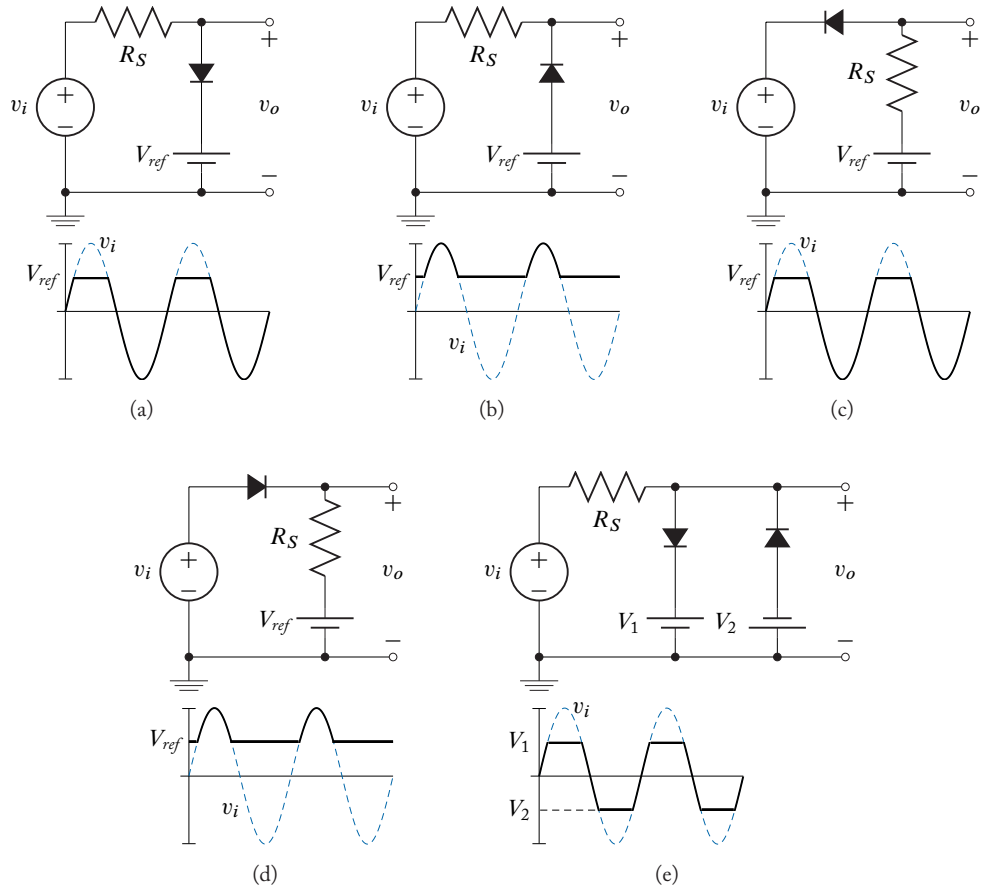 R_S
+
v_i
+
−
v_o
V_ref
−
v_i
V_ref
(a)
R_S
+
v_i
+
−
v_o
V_ref
−
V_ref
v_i
(b)
+
R_S
v_i
+
−
v_o
V_ref
−
v_i
V_ref
(c)
+
R_S
v_i
+
−
v_o
V_ref
−
V_ref
v_i
(d)
R_S
+
v_i
+
−
v_o
V_1
V_2
−
v_i
V_1
V_2
(e)